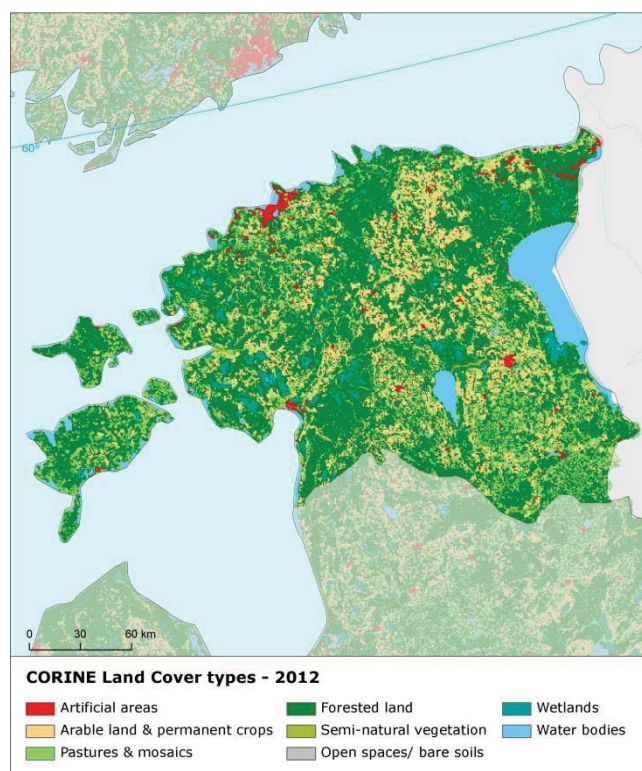 60°
0 30 60 km
CORINE Land Cover types - 2012
Artificial areas
Forested land
Wetlands
Arable land & permanent crops
Semi-natural vegetation
Water bodies
Pastures & mosaics
Open spaces/ bare soils